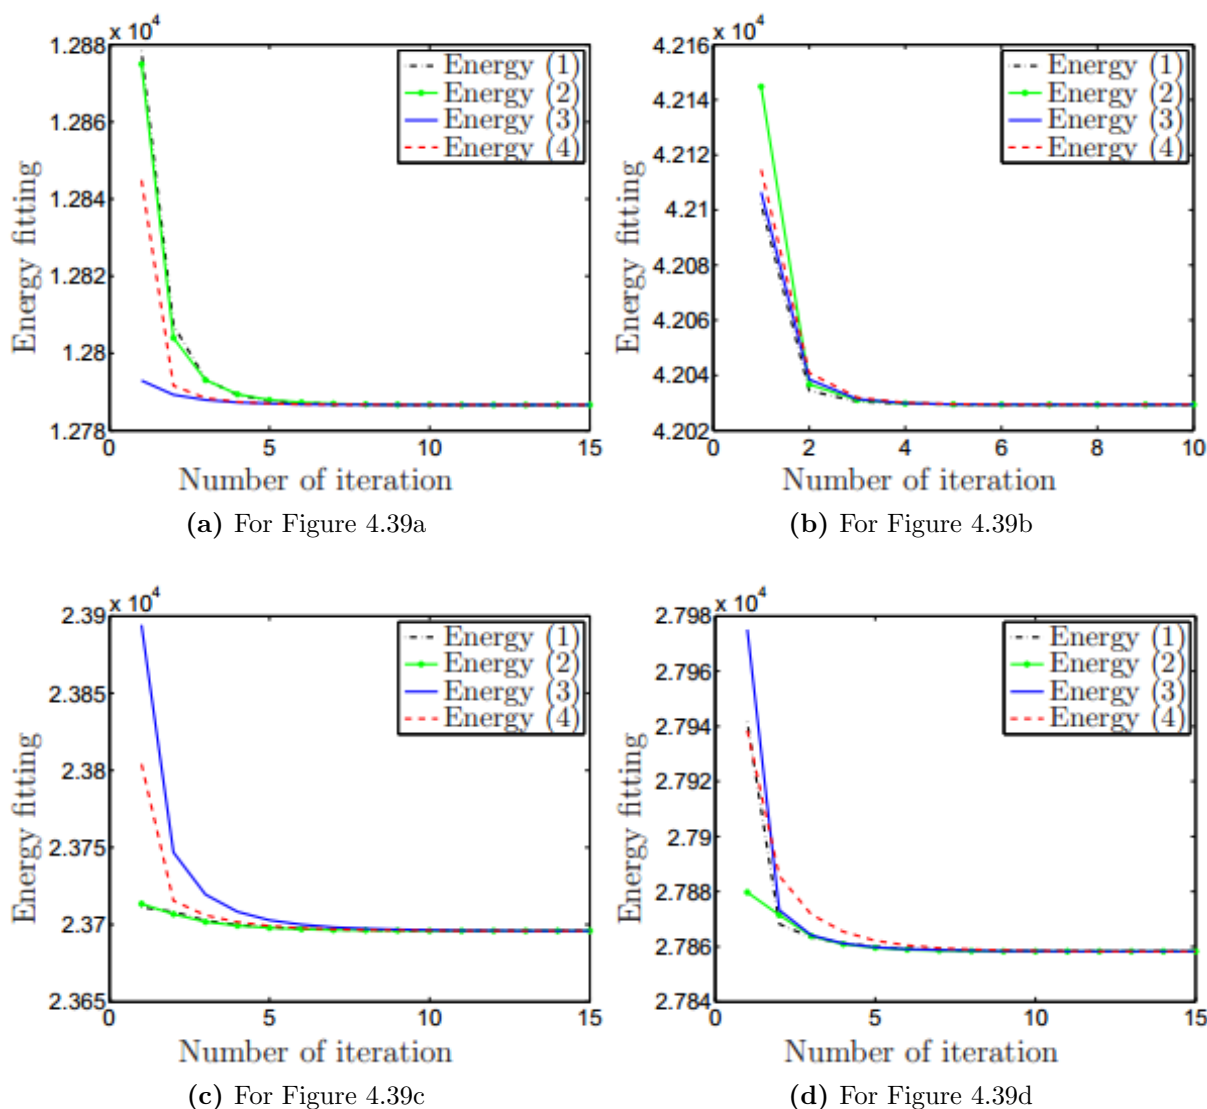 x 10^4
1.288
1.286
1.284
1.282
1.28
1.278
0
5
10
15
Energy fitting
Number of iteration
Energy (1)
Energy (2)
Energy (3)
Energy (4)
(a) For Figure 4.39a
x 10^4
4.216
4.214
4.212
4.21
4.208
4.206
4.204
4.202
0
2
4
6
8
10
Energy fitting
Number of iteration
Energy (1)
Energy (2)
Energy (3)
Energy (4)
(b) For Figure 4.39b
x 10^4
2.39
2.385
2.38
2.375
2.37
2.365
0
5
10
15
Energy fitting
Number of iteration
Energy (1)
Energy (2)
Energy (3)
Energy (4)
(c) For Figure 4.39c
x 10^4
2.798
2.796
2.794
2.792
2.79
2.788
2.786
2.784
0
5
10
15
Energy fitting
Number of iteration
Energy (1)
Energy (2)
Energy (3)
Energy (4)
(d) For Figure 4.39d